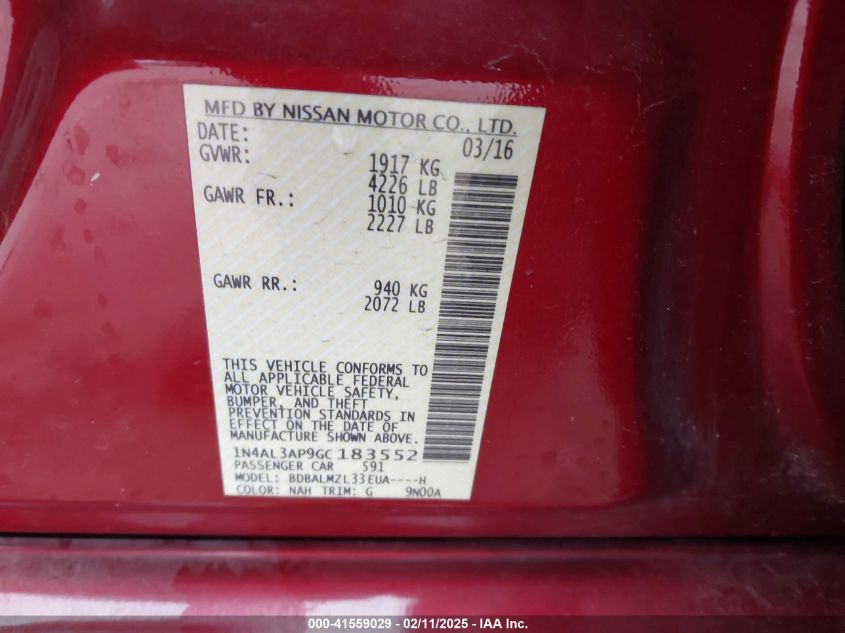 MFD BY NISSAN MOTOR CO., LTD.
DATE: 03/16
GVWR: 1917 KG
4226 LB
GAWR FR.: 1010 KG
2227 LB
GAWR RR.: 940 KG
2072 LB
THIS VEHICLE CONFORMS TO
ALL APPLICABLE FEDERAL
MOTOR VEHICLE SAFETY,
BUMPER, AND THEFT
PREVENTION STANDARDS IN
EFFECT ON THE DATE OF
MANUFACTURE SHOWN ABOVE.
1N4AL3AP9GC 183552
PASSENGER CAR 591
MODEL: BDBALMZL33EUA----H
COLOR: NAH TRIM: G 9N00A
000-41559029 - 02/11/2025 - IAA Inc.